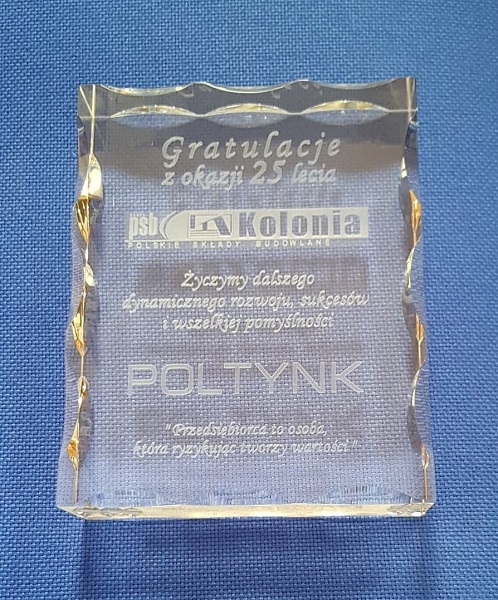 Gratulacje
z okazji 25 lecia
psb Kolonia
POLSKIE SKŁADY BUDOWLANE
Życzymy dalszego
dynamicznego rozwoju, sukcesów
i wszelkiej pomyślności
POLTYNK
"Przedsiębiorca to osoba,
która ryzykując tworzy wartości"